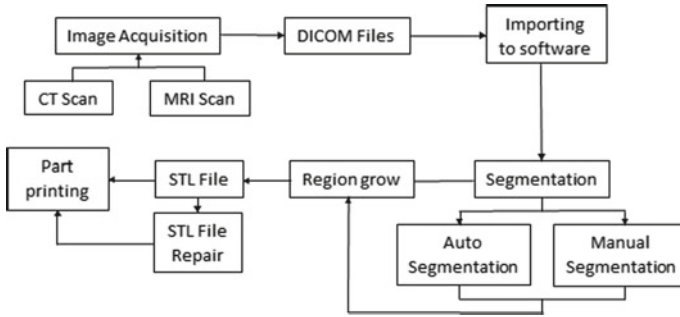 Image Acquisition
DICOM Files
Importing
to software
CT Scan
MRI Scan
Part
printing
STL File
Region grow
Segmentation
STL File
Repair
Auto
Segmentation
Manual
Segmentation